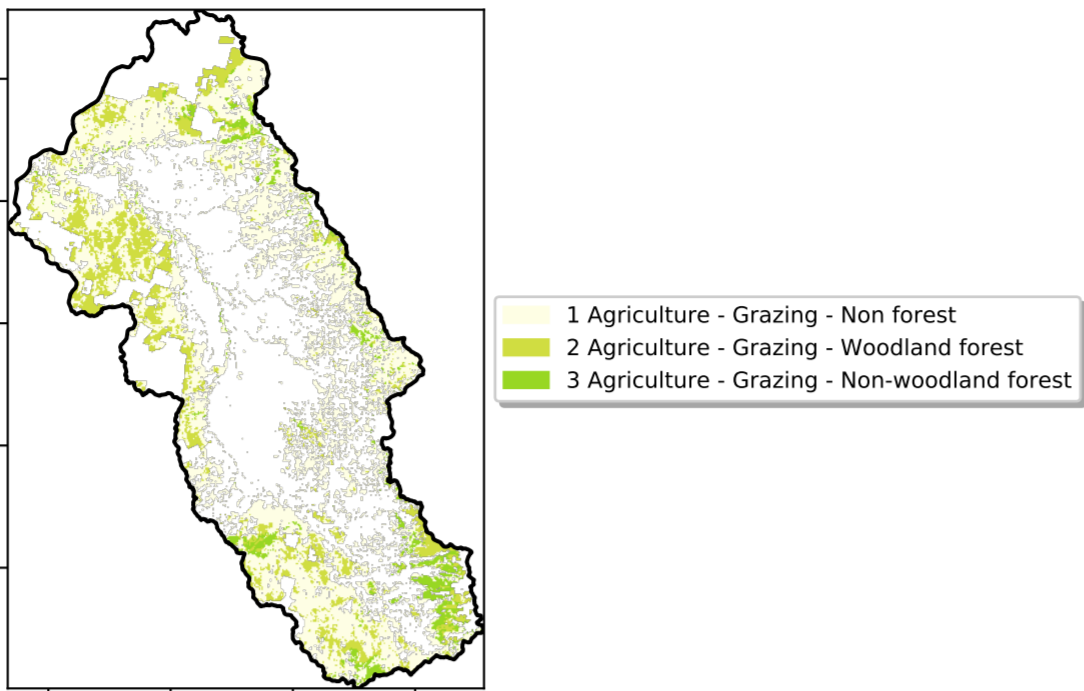 1 Agriculture - Grazing - Non forest
2 Agriculture - Grazing - Woodland forest
3 Agriculture - Grazing - Non-woodland forest